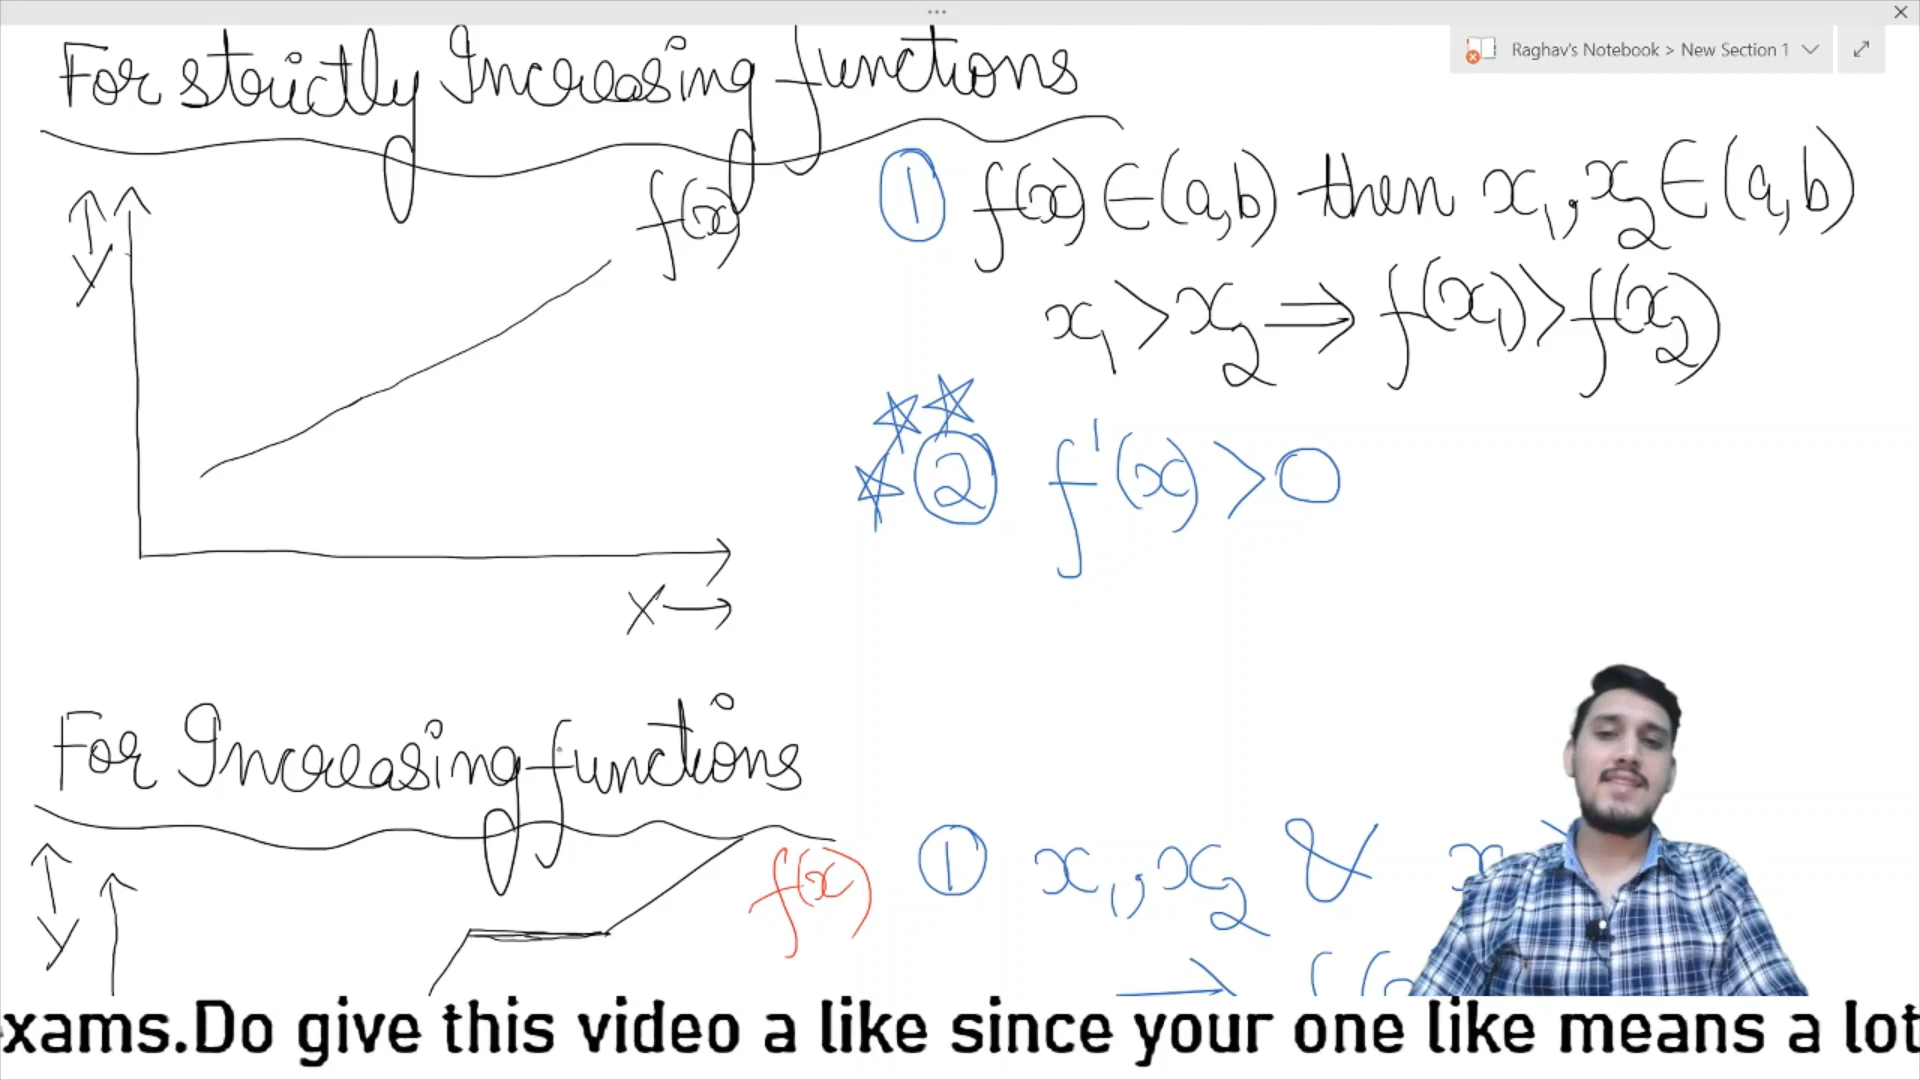 Raghav's Notebook > New Section 1
For strictly Increasing functions
f(x)
Y
X
① f(x) ∈ (a,b) then x₁, x₂ ∈ (a,b)
x₁ > x₂ ⇒ f(x₁) > f(x₂)
② f'(x) > 0
For Increasing functions
Y
f(x)
① x₁, x₂ & x
xams.Do give this video a like since your one like means a lot